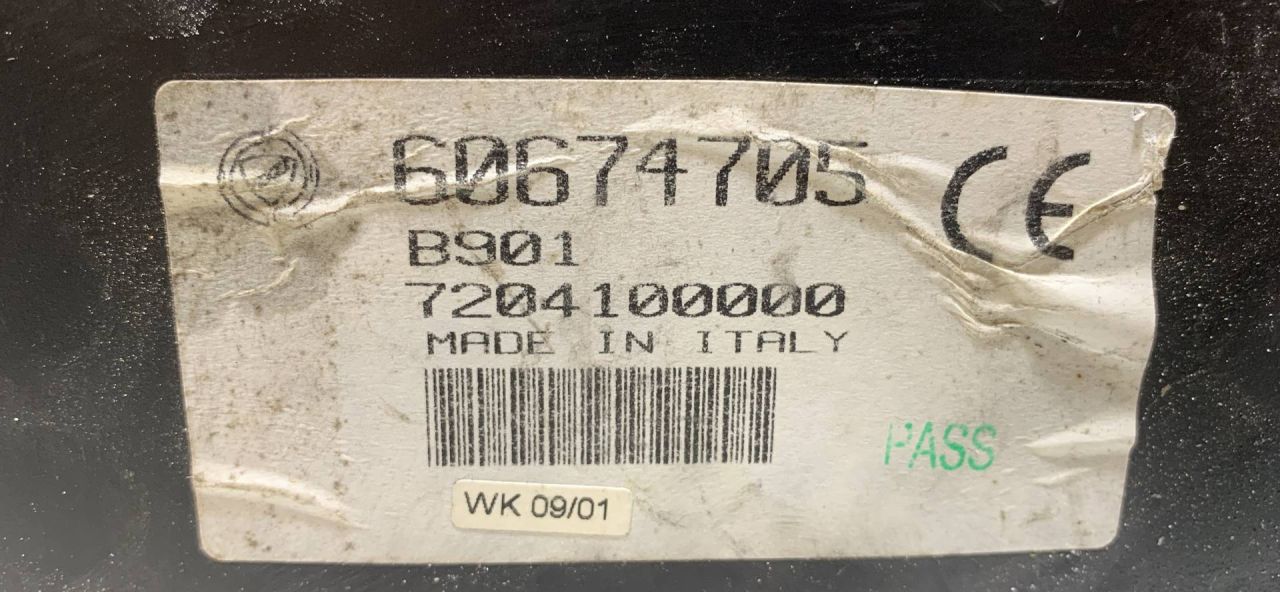 60674705
CE
B901
7204100000
MADE IN ITALY
PASS
WK 09/01